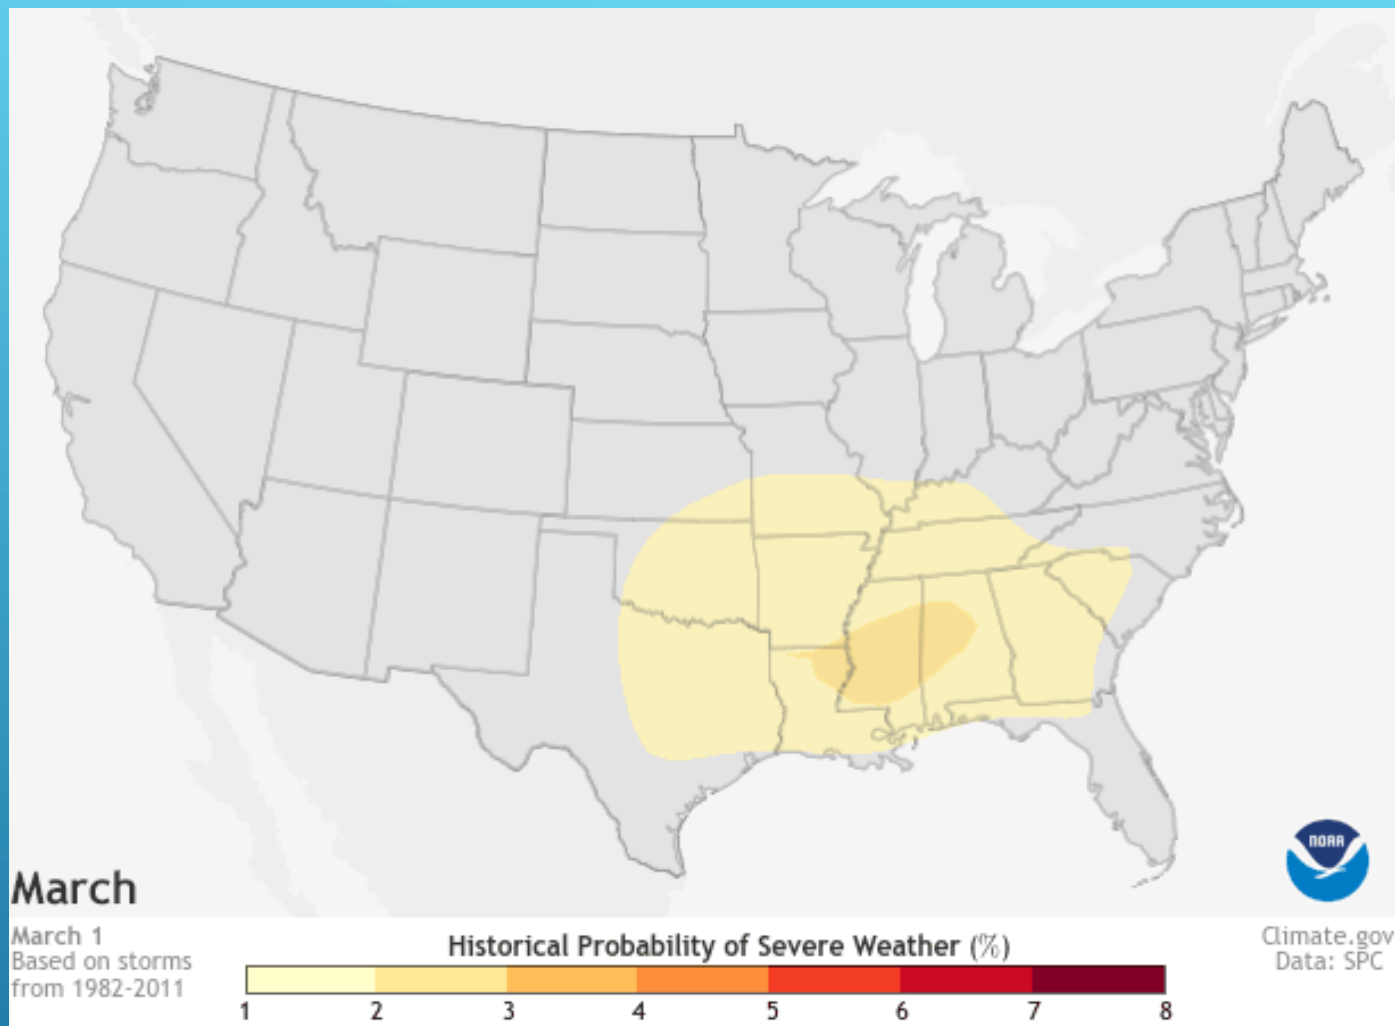 NOAA
March
March 1
Based on storms
from 1982-2011
Historical Probability of Severe Weather (%)
1 2 3 4 5 6 7 8
Climate.gov
Data: SPC